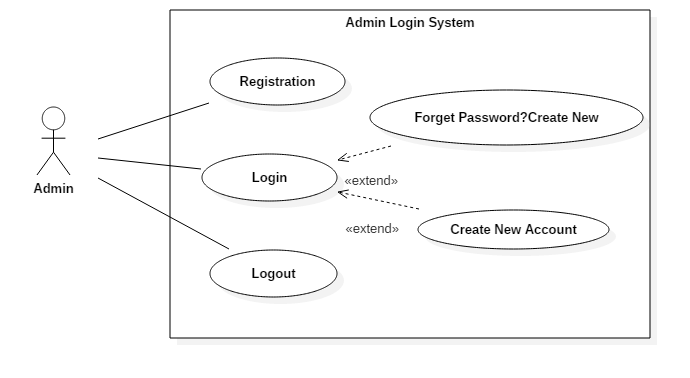 Admin Login System
Registration
Forget Password?Create New
Login
«extend»
Admin
Create New Account
«extend»
Logout